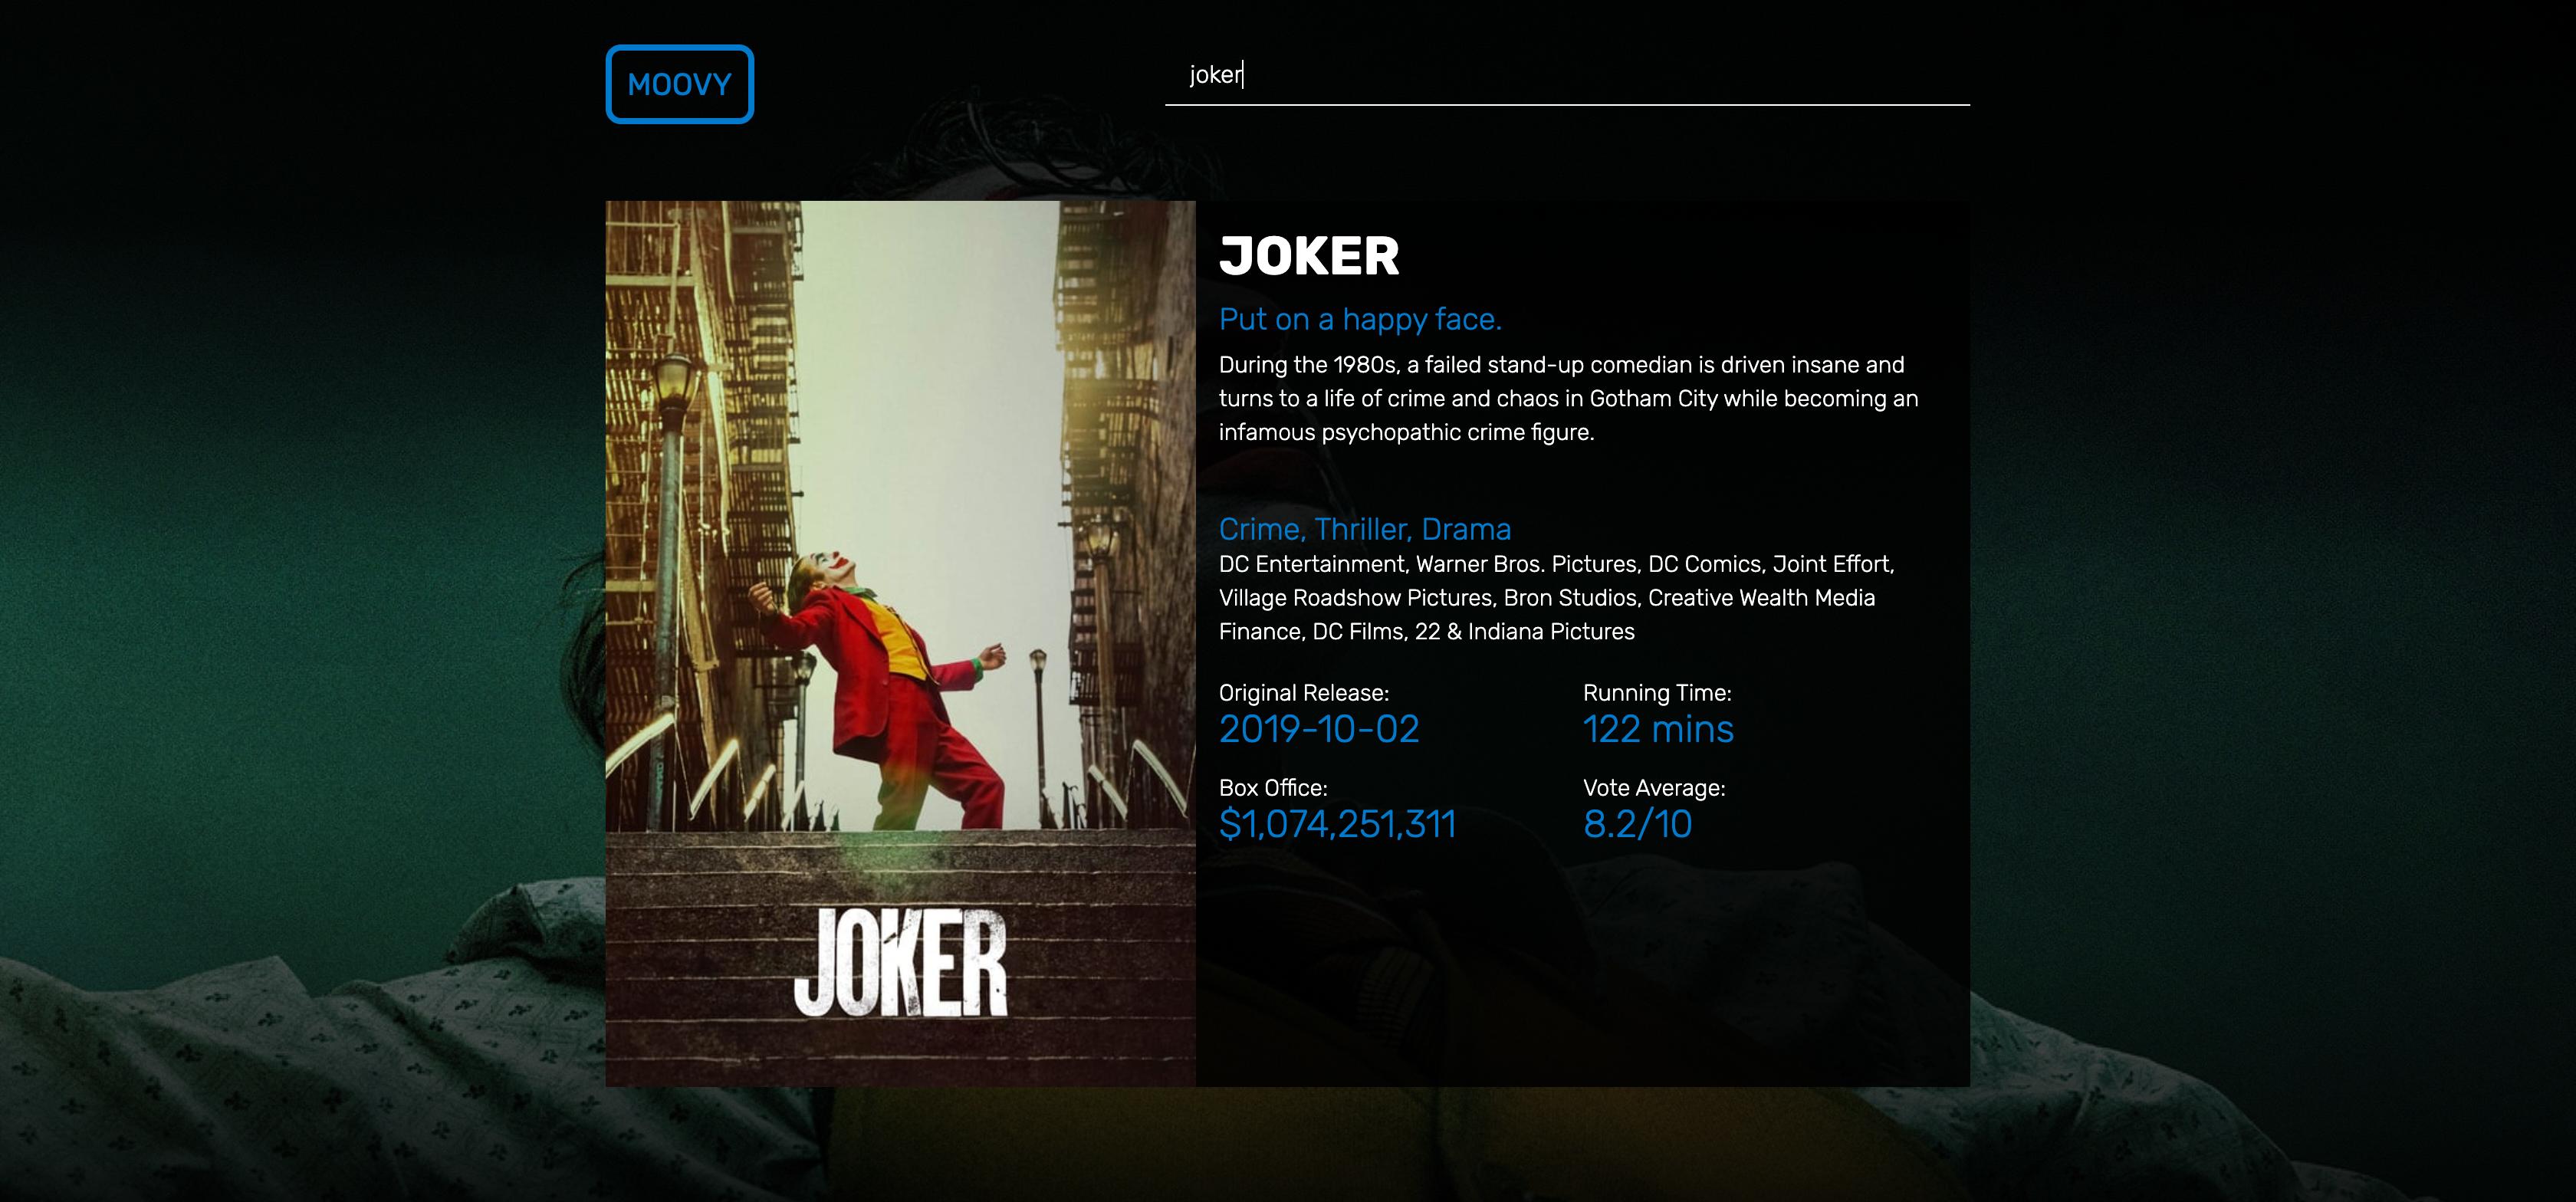 MOOVY
joker
JOKER
Put on a happy face.
During the 1980s, a failed stand-up comedian is driven insane and
turns to a life of crime and chaos in Gotham City while becoming an
infamous psychopathic crime figure.
Crime, Thriller, Drama
DC Entertainment, Warner Bros. Pictures, DC Comics, Joint Effort,
Village Roadshow Pictures, Bron Studios, Creative Wealth Media
Finance, DC Films, 22 & Indiana Pictures
Original Release:
2019-10-02
Running Time:
122 mins
Box Office:
$1,074,251,311
Vote Average:
8.2/10
JOKER